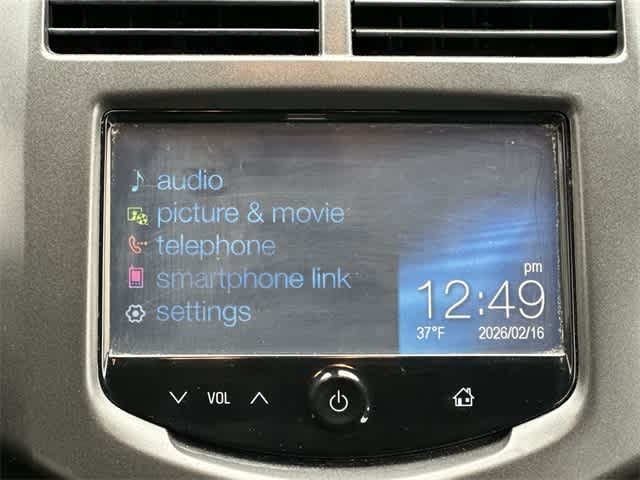 audio
picture & movie
telephone
smartphone link
settings
pm
12:49
37°F 2026/02/16
VOL